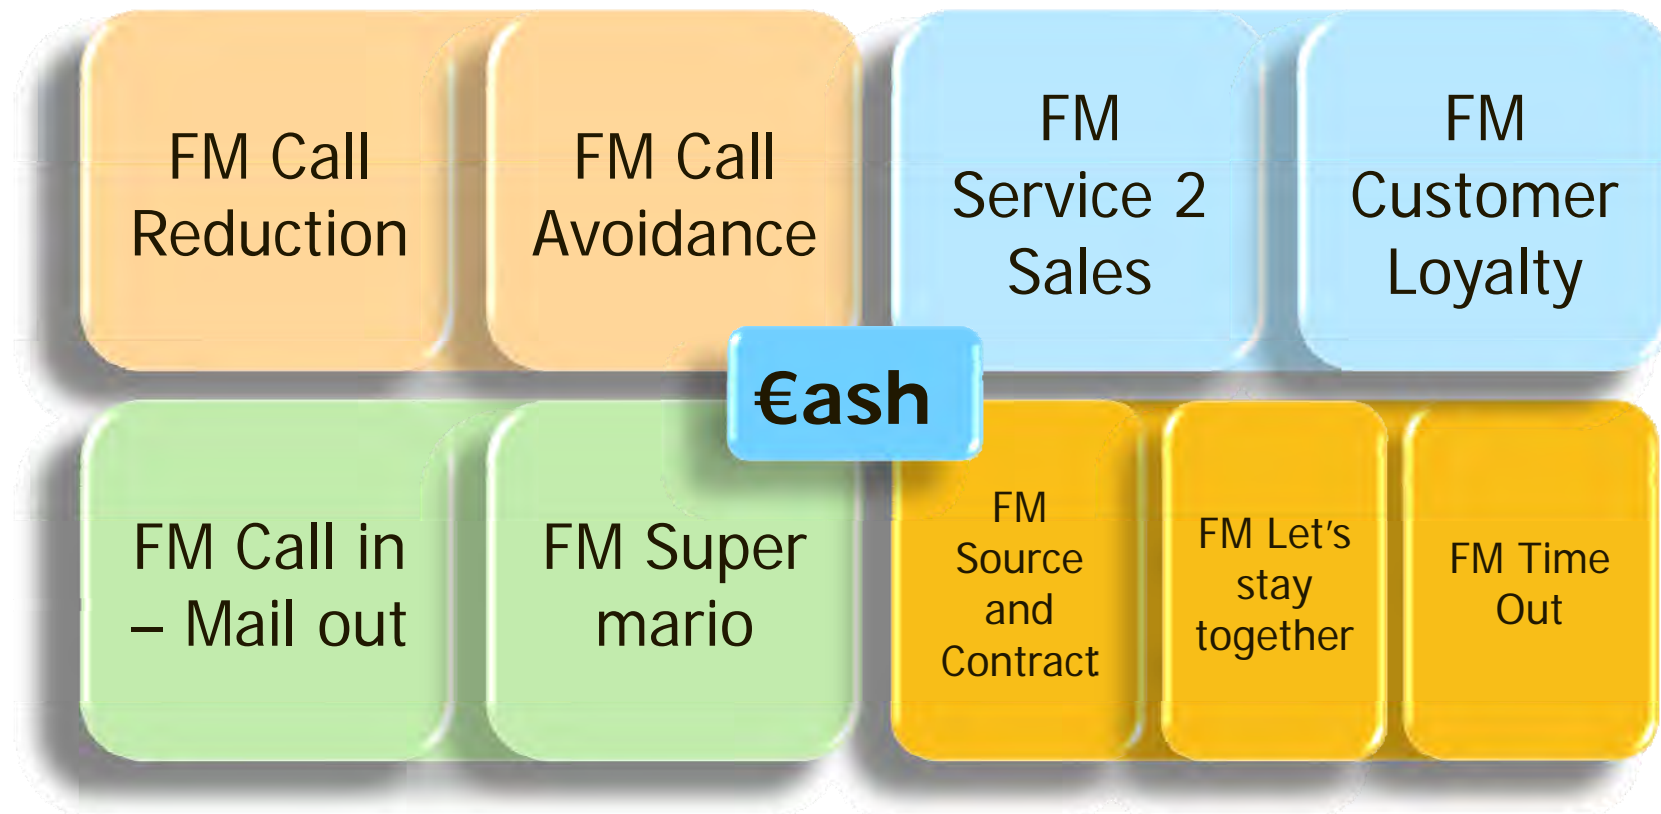 FM Call
Reduction
FM Call
Avoidance
FM
Service 2
Sales
FM
Customer
Loyalty
€ash
FM Call in
– Mail out
FM Super
mario
FM
Source
and
Contract
FM Let's
stay
together
FM Time
Out